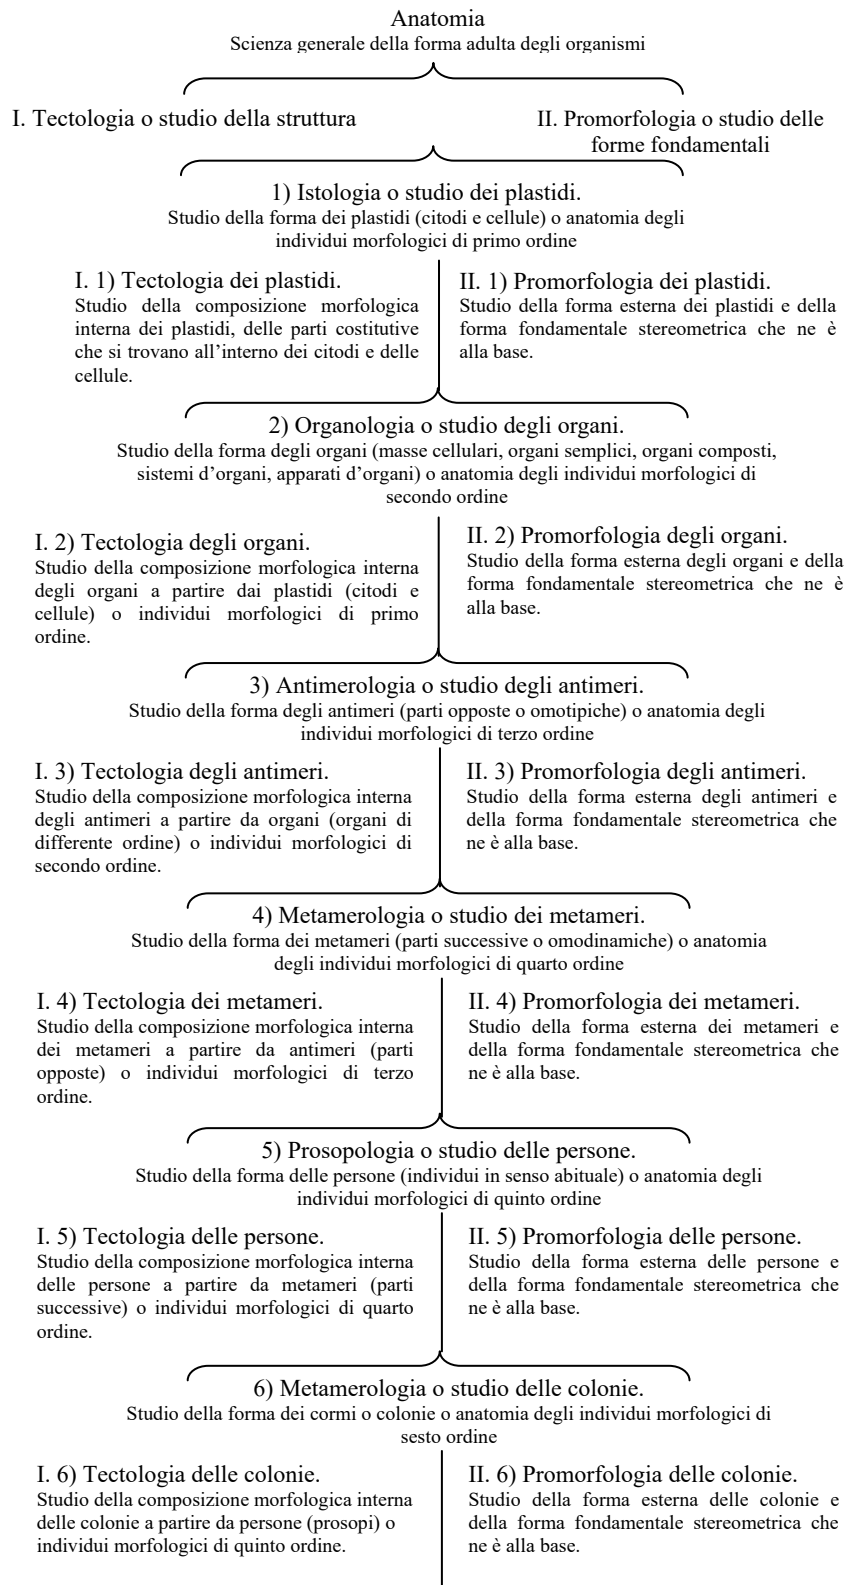 Anatomia
Scienza generale della forma adulta degli organismi
I. Tectologia o studio della struttura
II. Promorfologia o studio delle
forme fondamentali
1) Istologia o studio dei plastidi.
Studio della forma dei plastidi (citodi e cellule) o anatomia degli
individui morfologici di primo ordine
I. 1) Tectologia dei plastidi.
Studio della composizione morfologica
interna dei plastidi, delle parti costitutive
che si trovano all'interno dei citodi e delle
cellule.
II. 1) Promorfologia dei plastidi.
Studio della forma esterna dei plastidi e della
forma fondamentale stereometrica che ne è
alla base.
2) Organologia o studio degli organi.
Studio della forma degli organi (masse cellulari, organi semplici, organi composti,
sistemi d'organi, apparati d'organi) o anatomia degli individui morfologici di
secondo ordine
I. 2) Tectologia degli organi.
Studio della composizione morfologica interna
degli organi a partire dai plastidi (citodi e
cellule) o individui morfologici di primo
ordine.
II. 2) Promorfologia degli organi.
Studio della forma esterna degli organi e della
forma fondamentale stereometrica che ne è
alla base.
3) Antimerologia o studio degli antimeri.
Studio della forma degli antimeri (parti opposte o omotipiche) o anatomia degli
individui morfologici di terzo ordine
I. 3) Tectologia degli antimeri.
Studio della composizione morfologica interna
degli antimeri a partire da organi (organi di
differente ordine) o individui morfologici di
secondo ordine.
II. 3) Promorfologia degli antimeri.
Studio della forma esterna degli antimeri e
della forma fondamentale stereometrica che
ne è alla base.
4) Metamerologia o studio dei metameri.
Studio della forma dei metameri (parti successive o omodinamiche) o anatomia
degli individui morfologici di quarto ordine
I. 4) Tectologia dei metameri.
Studio della composizione morfologica interna
dei metameri a partire da antimeri (parti
opposte) o individui morfologici di terzo
ordine.
II. 4) Promorfologia dei metameri.
Studio della forma esterna dei metameri e
della forma fondamentale stereometrica che
ne è alla base.
5) Prosopologia o studio delle persone.
Studio della forma delle persone (individui in senso abituale) o anatomia degli
individui morfologici di quinto ordine
I. 5) Tectologia delle persone.
Studio della composizione morfologica interna
delle persone a partire da metameri (parti
successive) o individui morfologici di quarto
ordine.
II. 5) Promorfologia delle persone.
Studio della forma esterna delle persone e
della forma fondamentale stereometrica che
ne è alla base.
6) Metamerologia o studio delle colonie.
Studio della forma dei cormi o colonie o anatomia degli individui morfologici di
sesto ordine
I. 6) Tectologia delle colonie.
Studio della composizione morfologica interna
delle colonie a partire da persone (prosopi) o
individui morfologici di quinto ordine.
II. 6) Promorfologia delle colonie.
Studio della forma esterna delle colonie e
della forma fondamentale stereometrica che
ne è alla base.